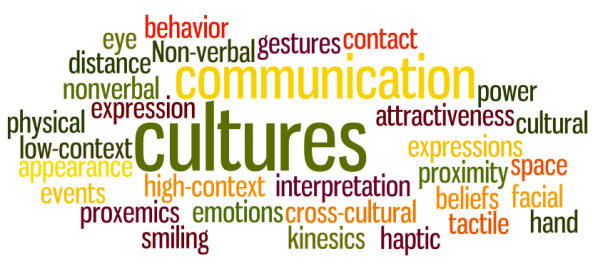 behavior
eye Non-verbal gestures contact
distance communication
nonverbal power
physical expression attractiveness cultural
low-context cultures expressions
appearance proximity space
events high-context interpretation beliefs facial
proxemics emotions cross-cultural tactile hand
smiling kinesics haptic